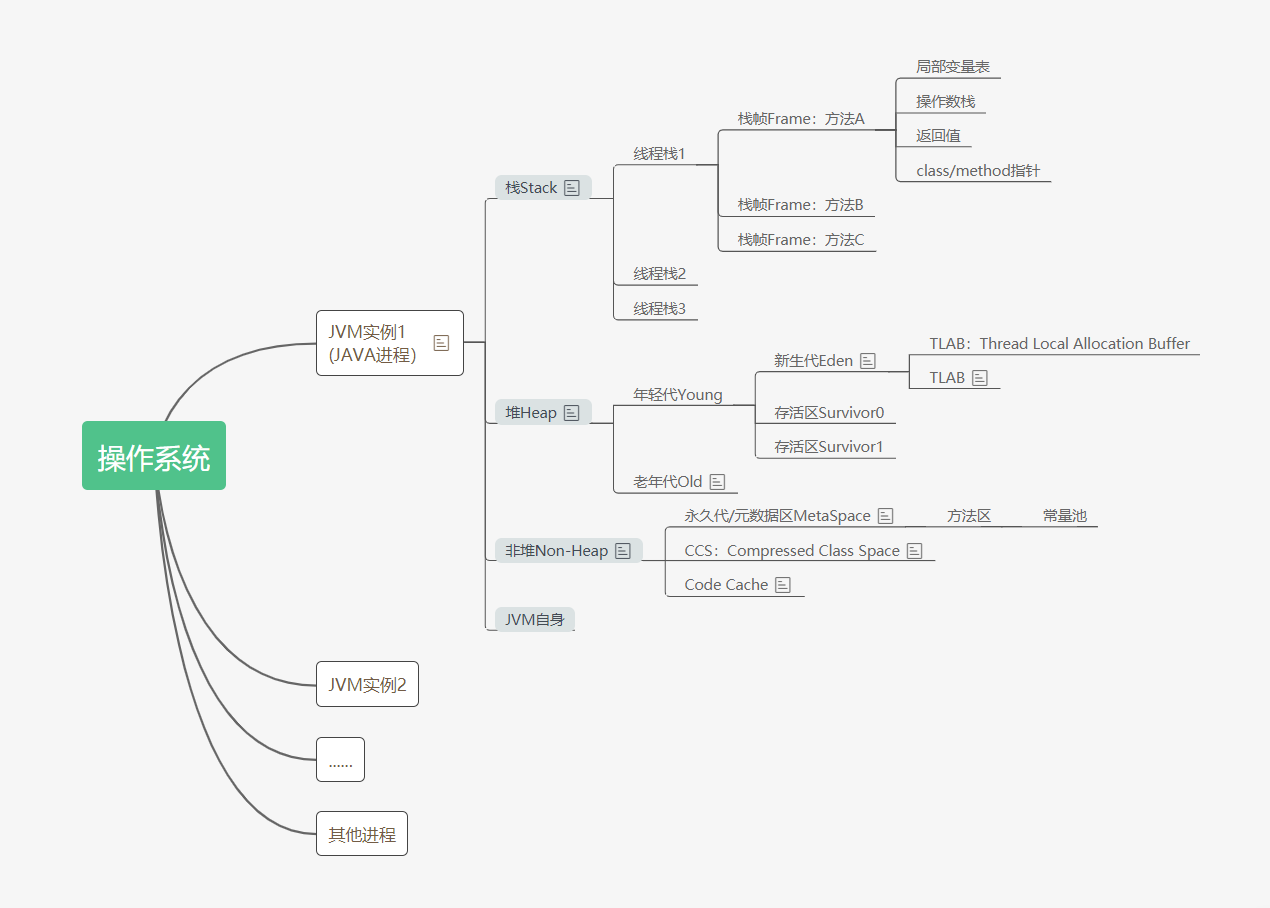 操作系统
JVM实例1
(JAVA进程)
栈Stack
线程栈1
栈帧Frame：方法A
局部变量表
操作数栈
返回值
class/method指针
栈帧Frame：方法B
栈帧Frame：方法C
线程栈2
线程栈3
堆Heap
年轻代Young
新生代Eden
TLAB：Thread Local Allocation Buffer
TLAB
存活区Survivor0
存活区Survivor1
老年代Old
非堆Non-Heap
永久代/元数据区MetaSpace
方法区
常量池
CCS：Compressed Class Space
Code Cache
JVM自身
JVM实例2
......
其他进程